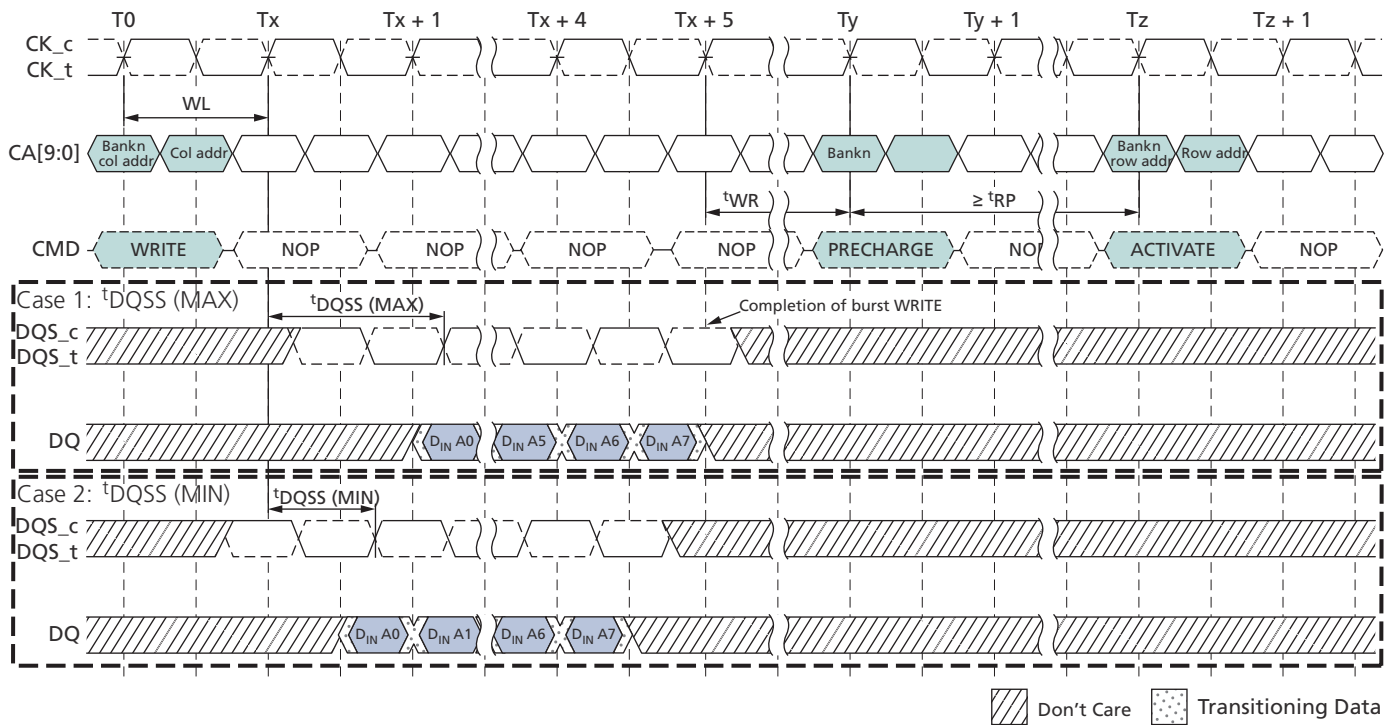 T0 Tx Tx + 1 Tx + 4 Tx + 5 Ty Ty + 1 Tz Tz + 1
CK_c
CK_t
WL
CA[9:0]
Bankn
col addr
Col addr
Bankn
Bankn
row addr
Row addr
tWR
≥ tRP
CMD WRITE NOP NOP NOP NOP PRECHARGE NOP ACTIVATE NOP
Case 1: tDQSS (MAX)
tDQSS (MAX)
Completion of burst WRITE
DQS_c
DQS_t
DQ DIN A0 DIN A5 DIN A6 DIN A7
Case 2: tDQSS (MIN)
tDQSS (MIN)
DQS_c
DQS_t
DQ DIN A0 DIN A1 DIN A6 DIN A7
Don't Care Transitioning Data